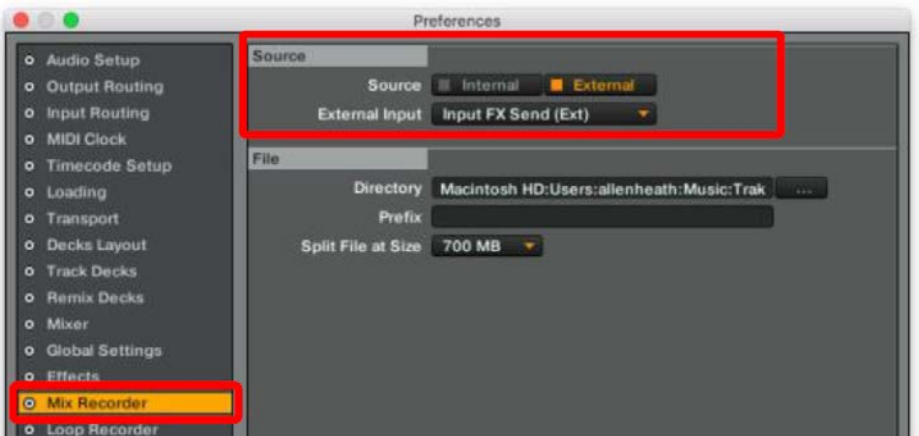 Preferences
Audio Setup
Output Routing
Input Routing
MIDI Clock
Timecode Setup
Loading
Transport
Decks Layout
Track Decks
Remix Decks
Mixer
Global Settings
Effects
Mix Recorder
Loop Recorder
Source
Source Internal External
External Input Input FX Send (Ext)
File
Directory Macintosh HD:Users:allenheath:Music:Trak ...
Prefix
Split File at Size 700 MB